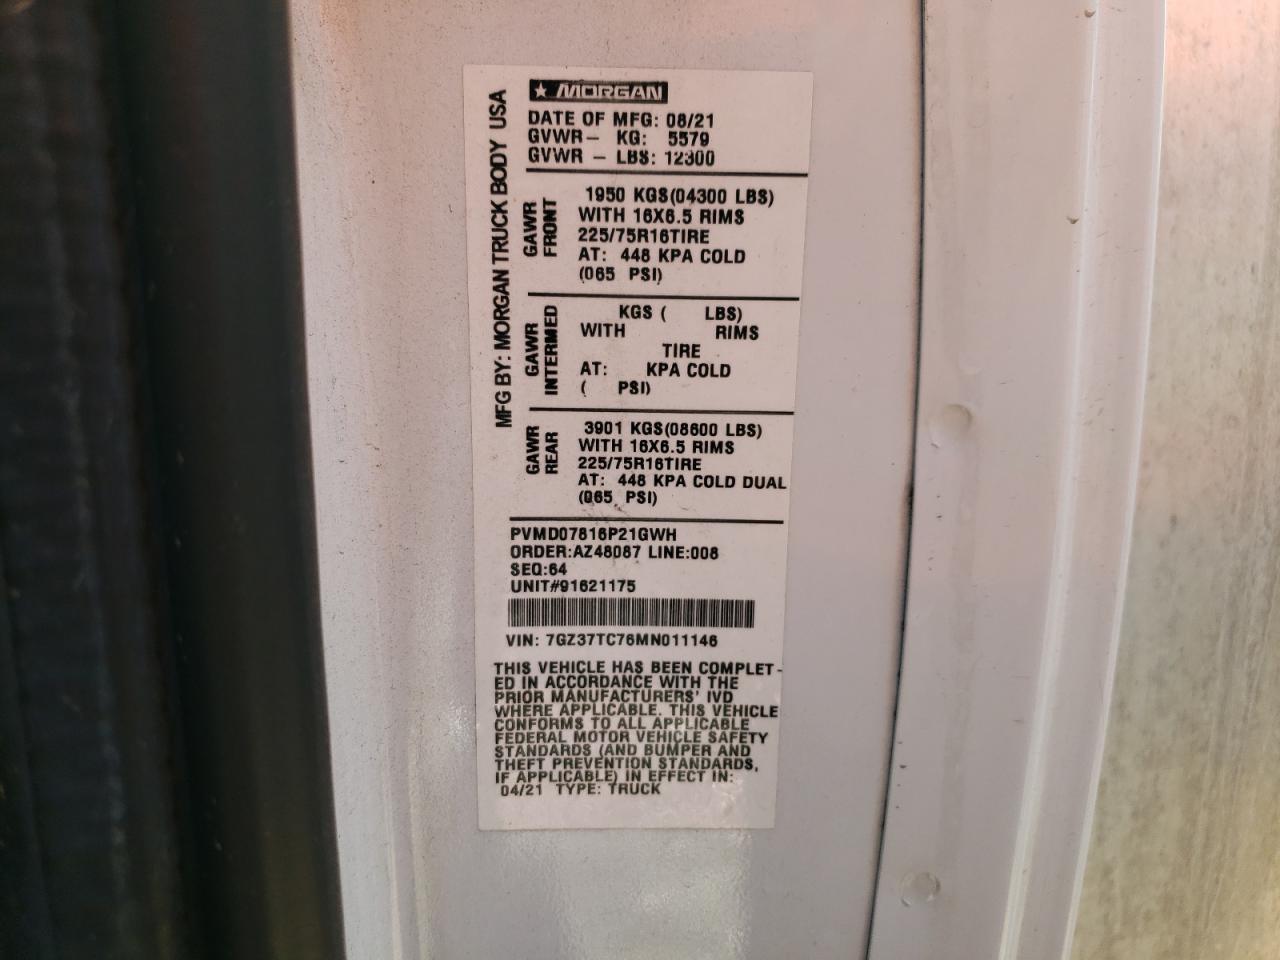 MORGAN
MFG BY: MORGAN TRUCK BODY USA
DATE OF MFG: 08/21
GVWR— KG: 5579
GVWR — LBS: 12300
GAWR FRONT
1950 KGS(04300 LBS)
WITH 16X6.5 RIMS
225/75R16TIRE
AT: 448 KPA COLD
(065 PSI)
GAWR INTERMED
KGS ( LBS)
WITH RIMS
TIRE
AT: KPA COLD
( PSI)
GAWR REAR
3901 KGS(08600 LBS)
WITH 16X6.5 RIMS
225/75R16TIRE
AT: 448 KPA COLD DUAL
(065 PSI)
PVMD07816P21GWH
ORDER:AZ48087 LINE:008
SEQ:64
UNIT#91621175
VIN: 7GZ37TC76MN011146
THIS VEHICLE HAS BEEN COMPLET-
ED IN ACCORDANCE WITH THE
PRIOR MANUFACTURERS' IVD
WHERE APPLICABLE. THIS VEHICLE
CONFORMS TO ALL APPLICABLE
FEDERAL MOTOR VEHICLE SAFETY
STANDARDS (AND BUMPER AND
THEFT PREVENTION STANDARDS,
IF APPLICABLE) IN EFFECT IN:
04/21 TYPE: TRUCK